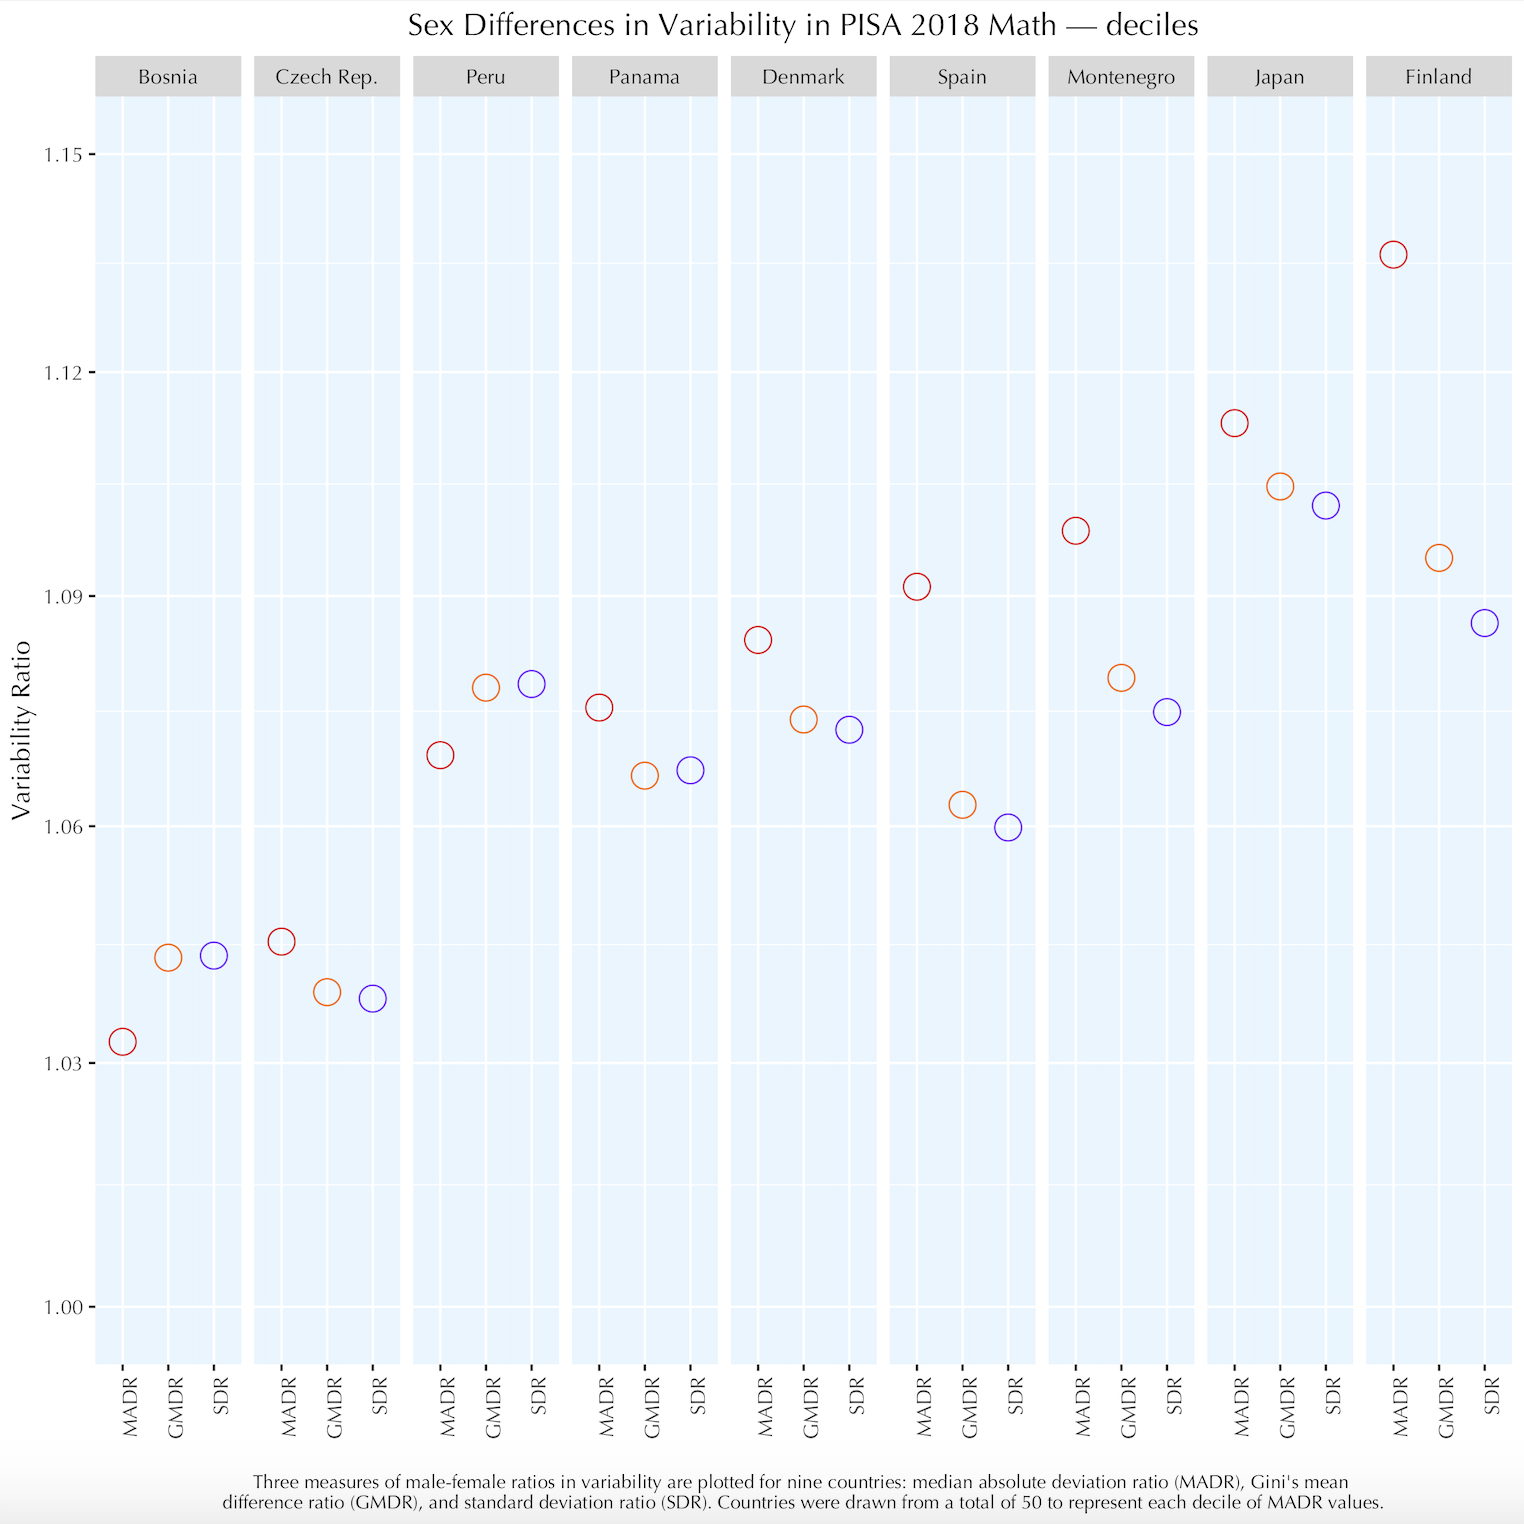 Sex Differences in Variability in PISA 2018 Math — deciles
Bosnia Czech Rep. Peru Panama Denmark Spain Montenegro Japan Finland
1.15
1.12
1.09
1.06
1.03
1.00
Variability Ratio
MADR GMDR SDR MADR GMDR SDR MADR GMDR SDR MADR GMDR SDR MADR GMDR SDR MADR GMDR SDR MADR GMDR SDR MADR GMDR SDR MADR GMDR SDR
Three measures of male-female ratios in variability are plotted for nine countries: median absolute deviation ratio (MADR), Gini's mean
difference ratio (GMDR), and standard deviation ratio (SDR). Countries were drawn from a total of 50 to represent each decile of MADR values.